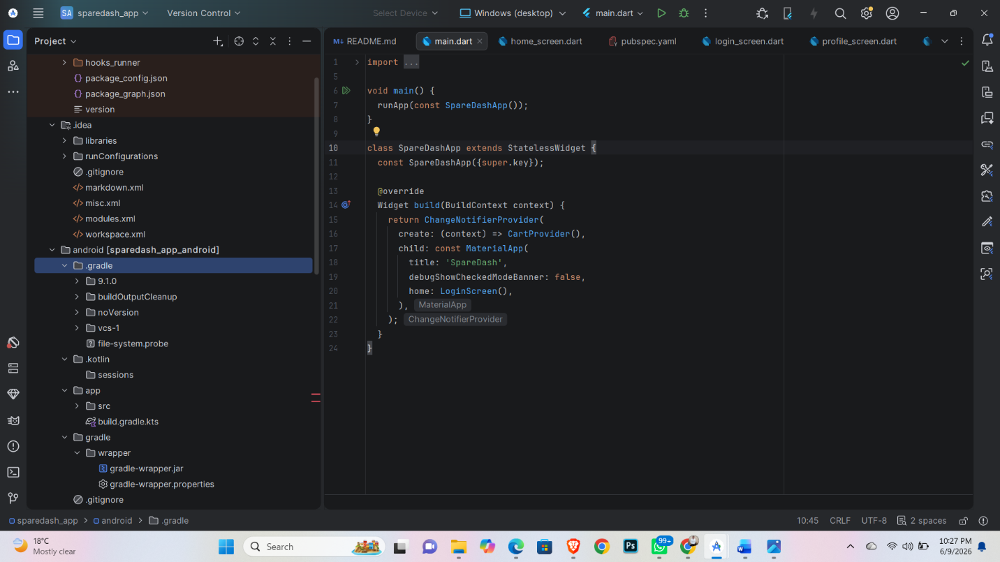 SA sparedash_app Version Control Select Device Windows (desktop) main.dart
Project
hooks_runner
package_config.json
package_graph.json
version
.idea
libraries
runConfigurations
.gitignore
markdown.xml
misc.xml
modules.xml
workspace.xml
android [sparedash_app_android]
.gradle
9.1.0
buildOutputCleanup
noVersion
vcs-1
file-system.probe
.kotlin
sessions
app
src
build.gradle.kts
gradle
wrapper
gradle-wrapper.jar
gradle-wrapper.properties
.gitignore
M↓ README.md main.dart home_screen.dart pubspec.yaml login_screen.dart profile_screen.dart
1 import ...
5
6 void main() {
7 runApp(const SpareDashApp());
8 }
9
10 class SpareDashApp extends StatelessWidget {
11 const SpareDashApp({super.key});
12
13 @override
14 Widget build(BuildContext context) {
15 return ChangeNotifierProvider(
16 create: (context) => CartProvider(),
17 child: const MaterialApp(
18 title: 'SpareDash',
19 debugShowCheckedModeBanner: false,
20 home: LoginScreen(),
21 ), MaterialApp
22 ); ChangeNotifierProvider
23 }
24 }
sparedash_app > android > .gradle 10:45 CRLF UTF-8 2 spaces
18°C
Mostly clear
Search
Ps
99+
W
10:27 PM
6/9/2026